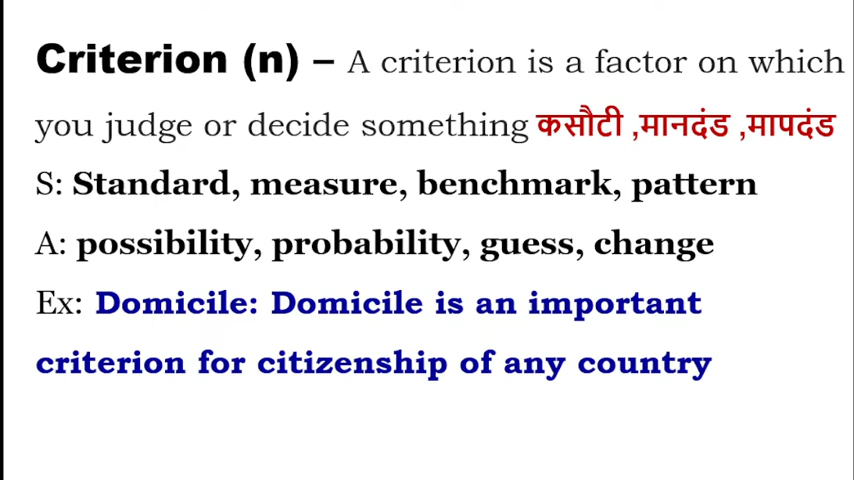 Criterion (n) – A criterion is a factor on which
you judge or decide something कसौटी ,मानदंड ,मापदंड
S: Standard, measure, benchmark, pattern
A: possibility, probability, guess, change
Ex: Domicile: Domicile is an important
criterion for citizenship of any country